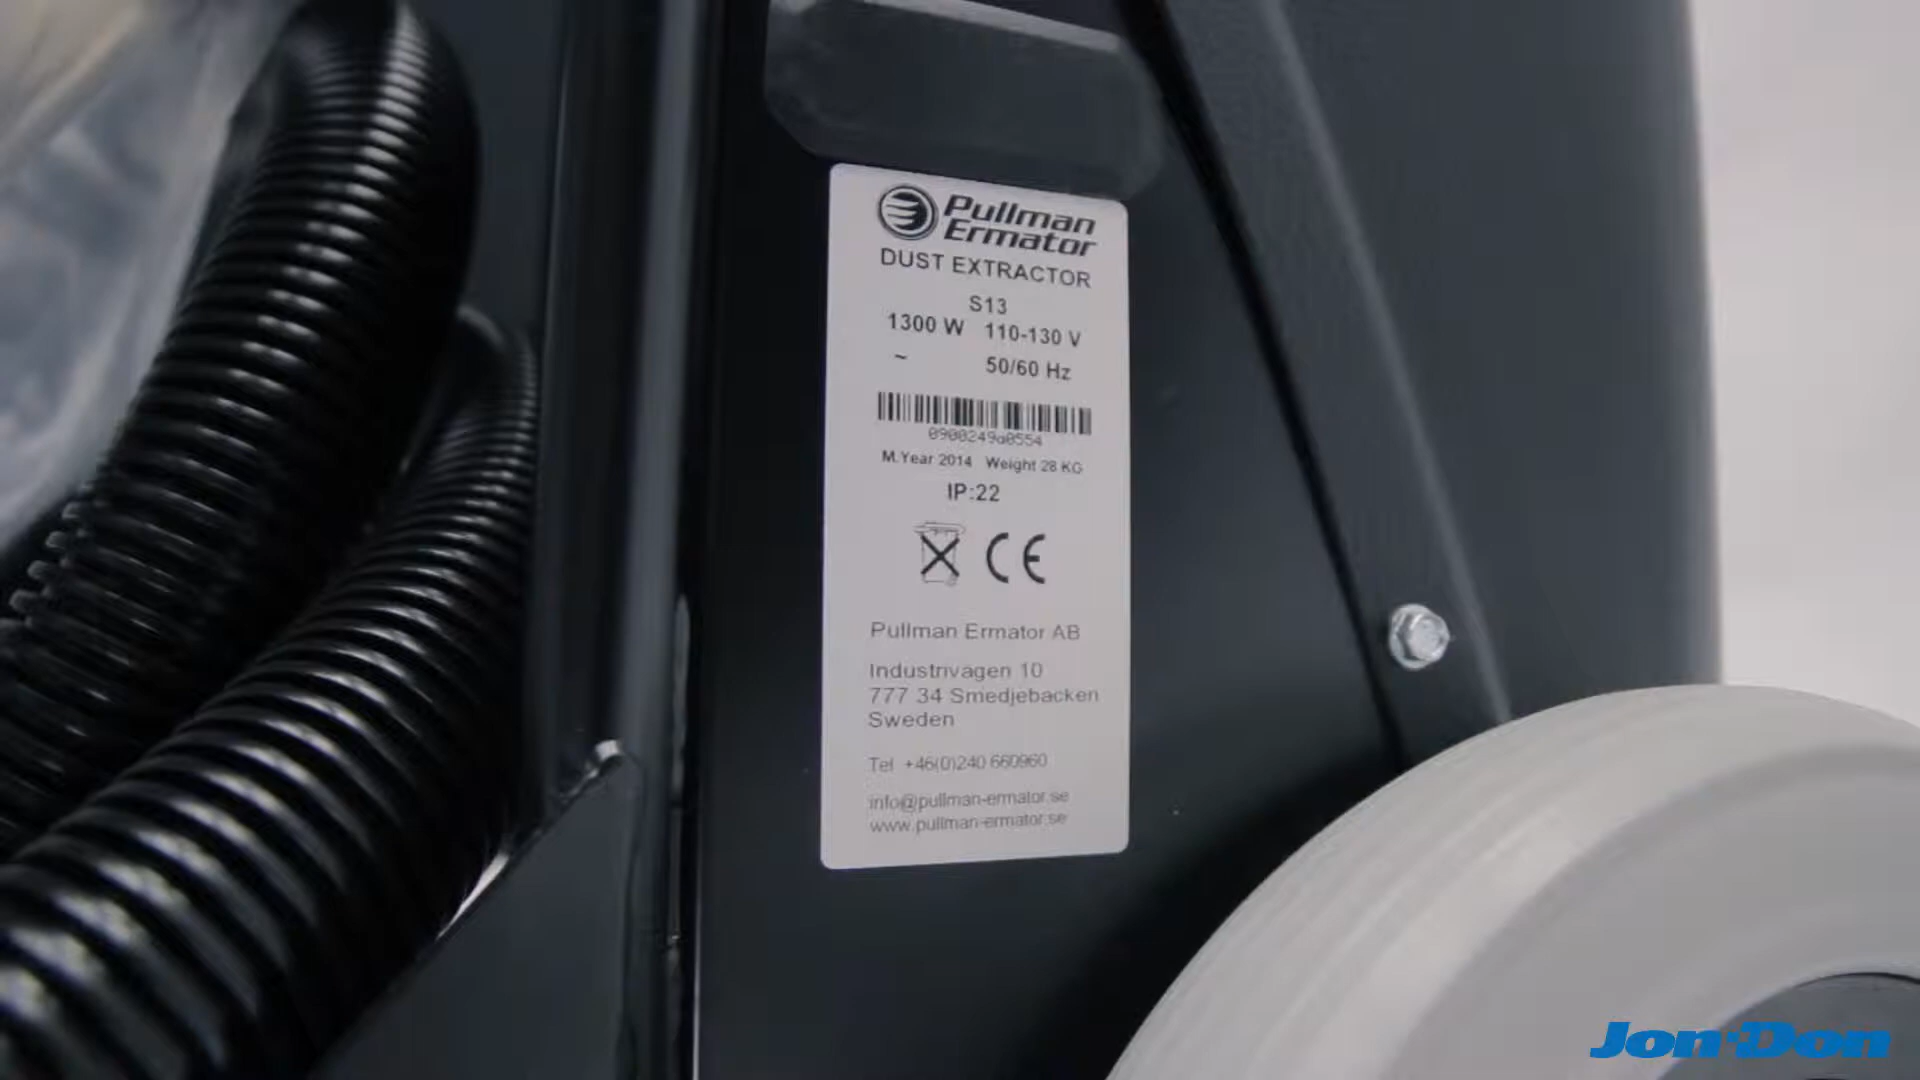 Pullman
Ermator
DUST EXTRACTOR
S13
1300 W 110-130 V
~ 50/60 Hz
0900249a0554
M.Year 2014 Weight 28 KG
IP:22
CE
Pullman Ermator AB
Industrivägen 10
777 34 Smedjebacken
Sweden
Tel +46(0)240 660960
info@pullman-ermator.se
www.pullman-ermator.se
Jon-Don